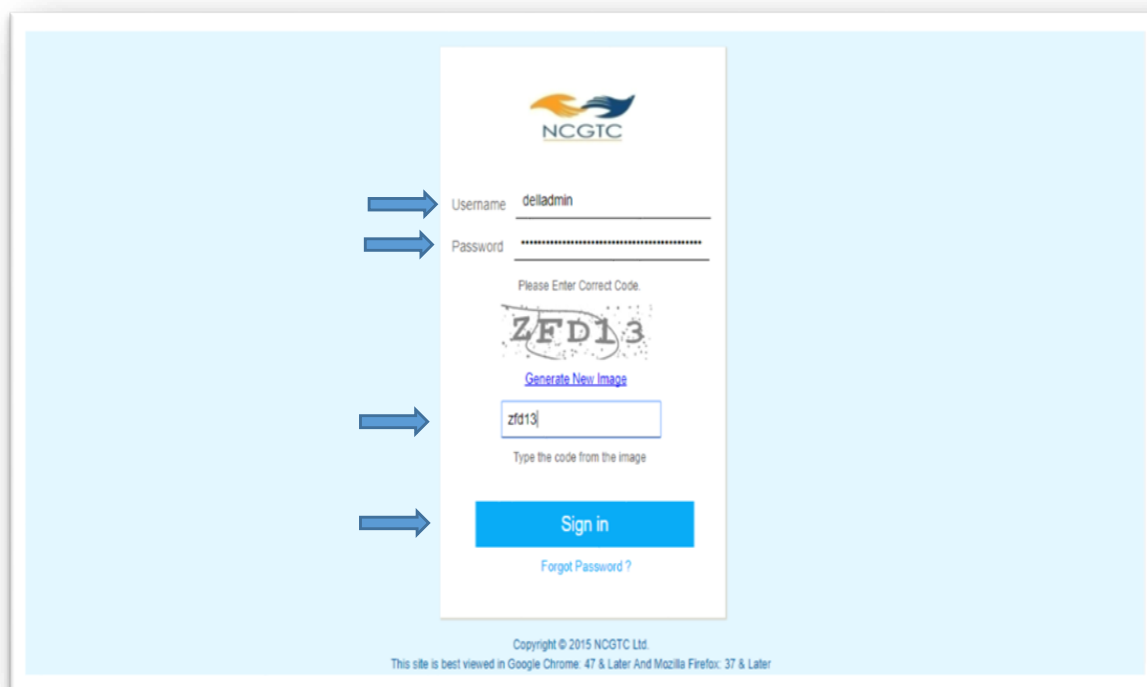 NCGTC
Username delladmin
Password ••••••••••••••••••••••••••••••••••••••••••••
Please Enter Correct Code.
ZFD13
Generate New Image
zfd13
Type the code from the image
Sign in
Forgot Password ?
Copyright © 2015 NCGTC Ltd.
This site is best viewed in Google Chrome: 47 & Later And Mozilla Firefox: 37 & Later